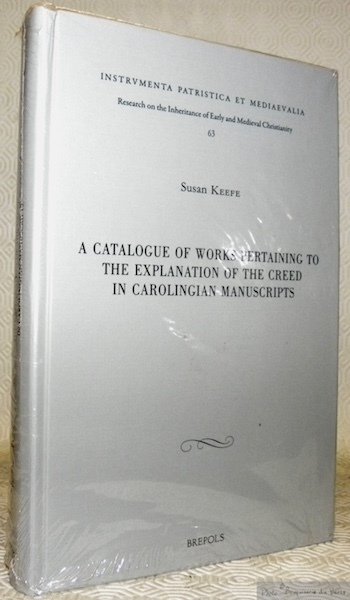 INSTRVMENTA PATRISTICA ET MEDIAEVALIA
Research on the Inheritance of Early and Medieval Christianity
63
Susan KEEFE
A CATALOGUE OF WORKS PERTAINING TO
THE EXPLANATION OF THE CREED
IN CAROLINGIAN MANUSCRIPTS
BREPOLS